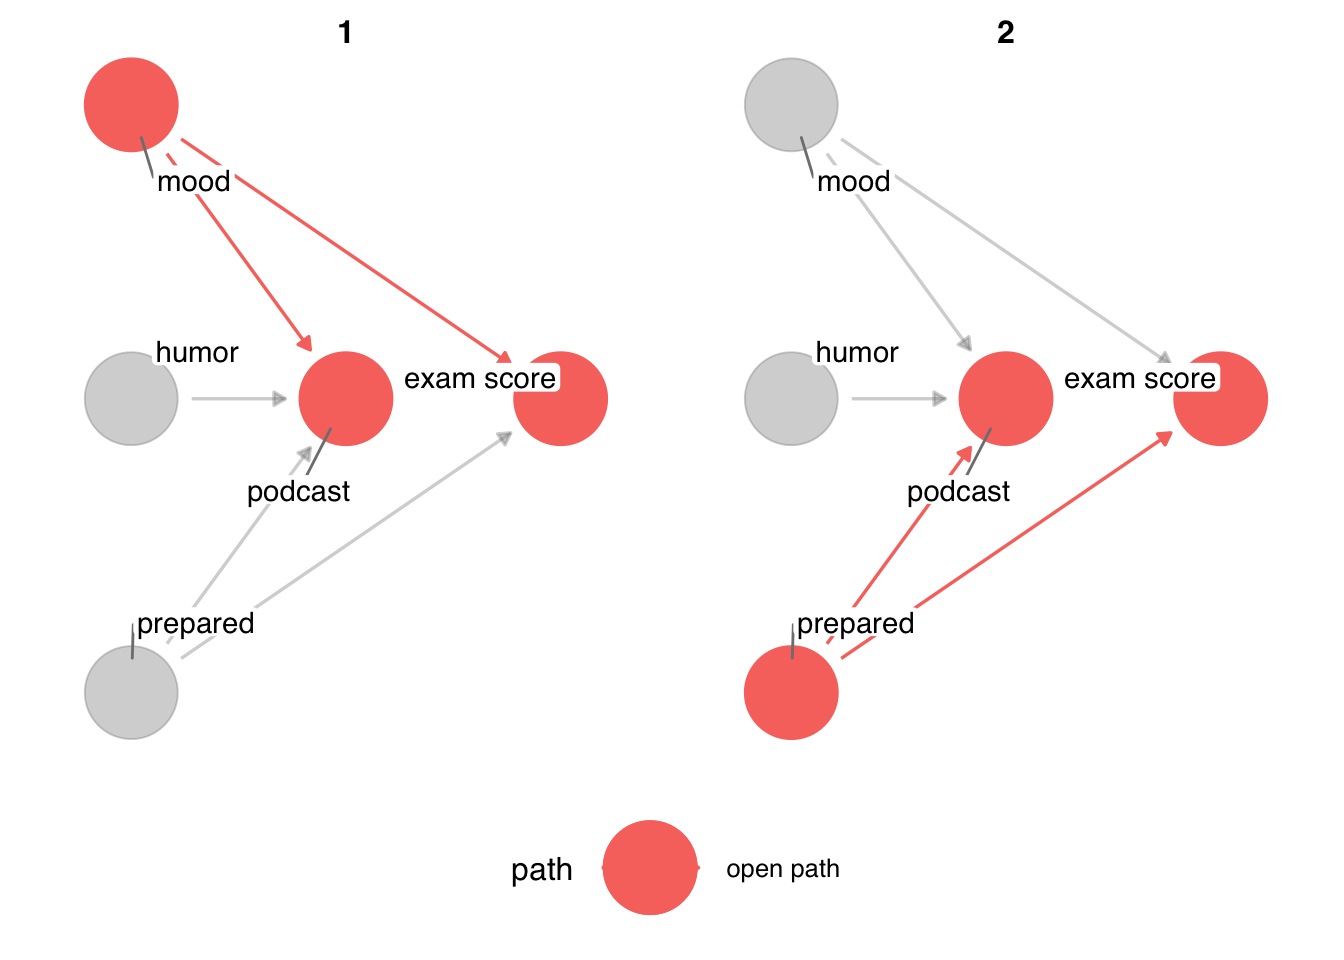 1
mood
humor
exam score
podcast
prepared
2
mood
humor
exam score
podcast
prepared
path
open path